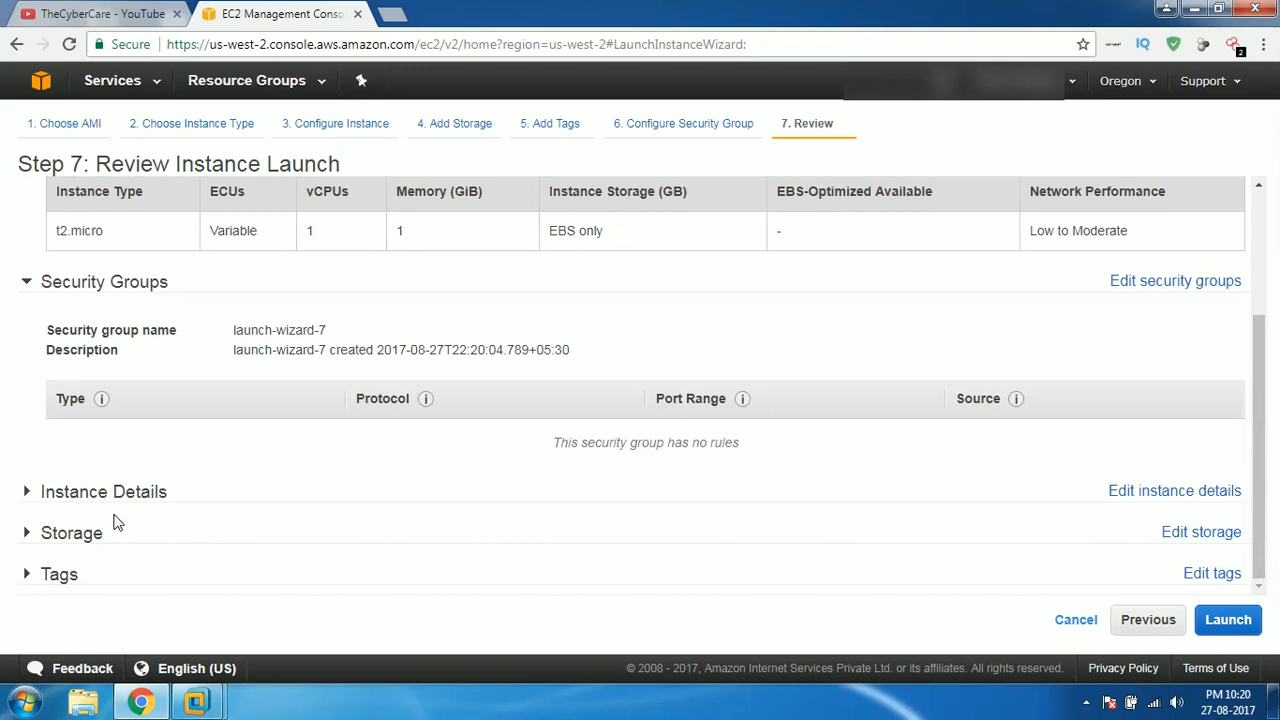 TheCyberCare - YouTube
EC2 Management Conso
Secure
https://us-west-2.console.aws.amazon.com/ec2/v2/home?region=us-west-2#LaunchInstanceWizard:
IQ
2
Services
Resource Groups
Oregon
Support
1. Choose AMI
2. Choose Instance Type
3. Configure Instance
4. Add Storage
5. Add Tags
6. Configure Security Group
7. Review
Step 7: Review Instance Launch
Instance Type ECUs vCPUs Memory (GiB) Instance Storage (GB) EBS-Optimized Available Network Performance
t2.micro Variable 1 1 EBS only - Low to Moderate
Security Groups
Edit security groups
Security group name launch-wizard-7
Description launch-wizard-7 created 2017-08-27T22:20:04.789+05:30
Type i Protocol i Port Range i Source i
This security group has no rules
Instance Details
Edit instance details
Storage
Edit storage
Tags
Edit tags
Cancel
Previous
Launch
Feedback
English (US)
© 2008 - 2017, Amazon Internet Services Private Ltd. or its affiliates. All rights reserved.
Privacy Policy
Terms of Use
PM 10:20
27-08-2017